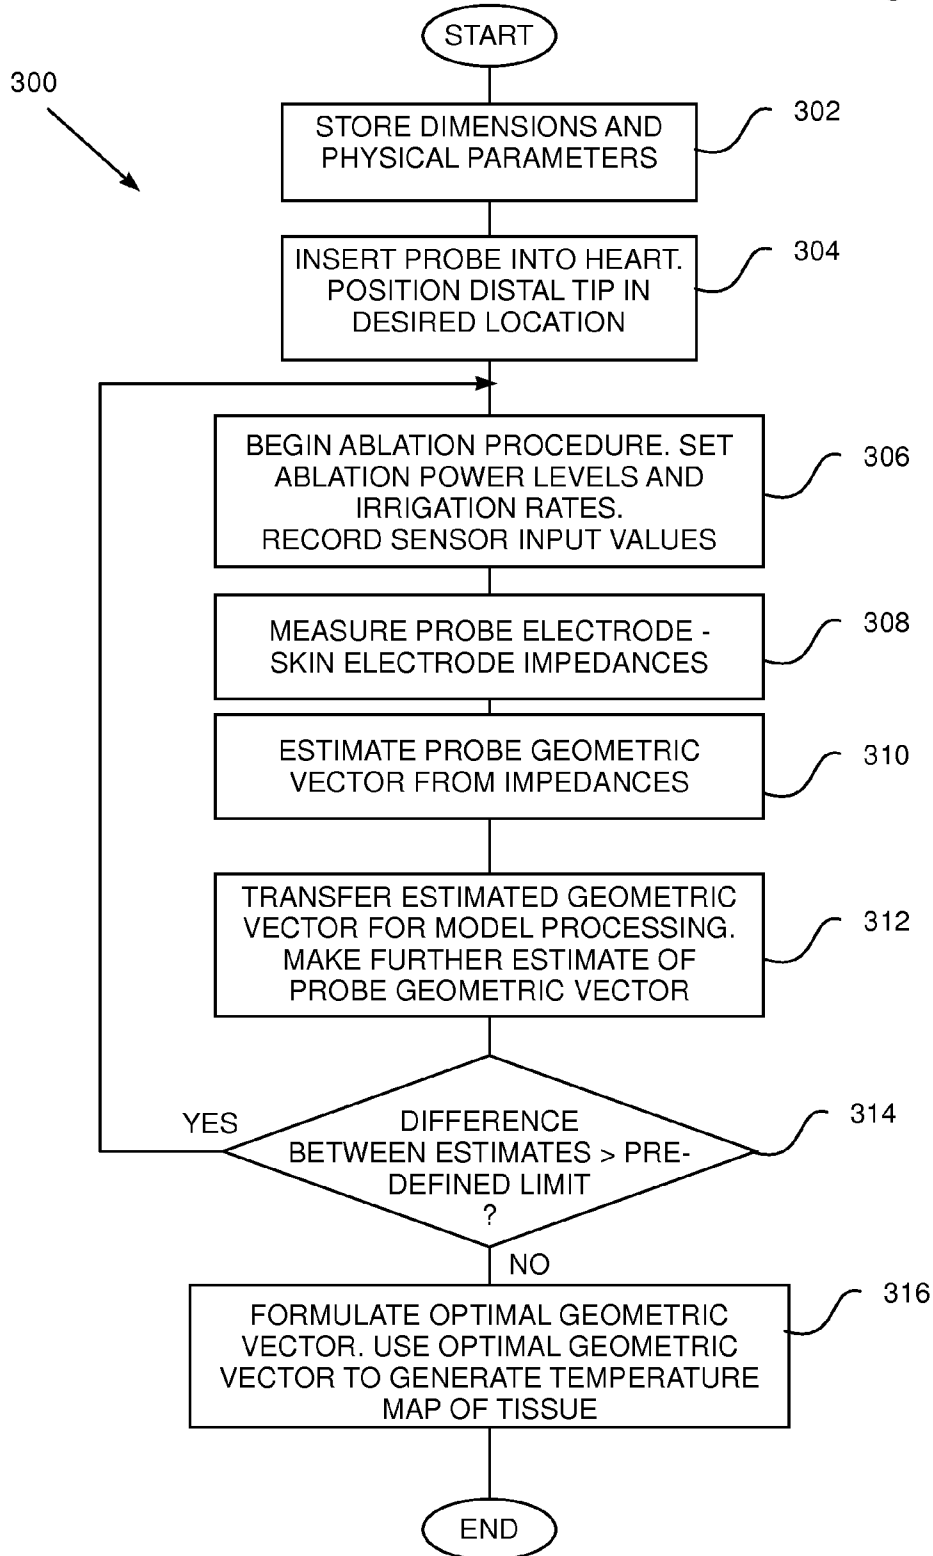 START
300
STORE DIMENSIONS AND
PHYSICAL PARAMETERS
302
INSERT PROBE INTO HEART.
POSITION DISTAL TIP IN
DESIRED LOCATION
304
BEGIN ABLATION PROCEDURE. SET
ABLATION POWER LEVELS AND
IRRIGATION RATES.
RECORD SENSOR INPUT VALUES
306
MEASURE PROBE ELECTRODE -
SKIN ELECTRODE IMPEDANCES
308
ESTIMATE PROBE GEOMETRIC
VECTOR FROM IMPEDANCES
310
TRANSFER ESTIMATED GEOMETRIC
VECTOR FOR MODEL PROCESSING.
MAKE FURTHER ESTIMATE OF
PROBE GEOMETRIC VECTOR
312
YES
DIFFERENCE
BETWEEN ESTIMATES > PRE-
DEFINED LIMIT
?
314
NO
FORMULATE OPTIMAL GEOMETRIC
VECTOR. USE OPTIMAL GEOMETRIC
VECTOR TO GENERATE TEMPERATURE
MAP OF TISSUE
316
END